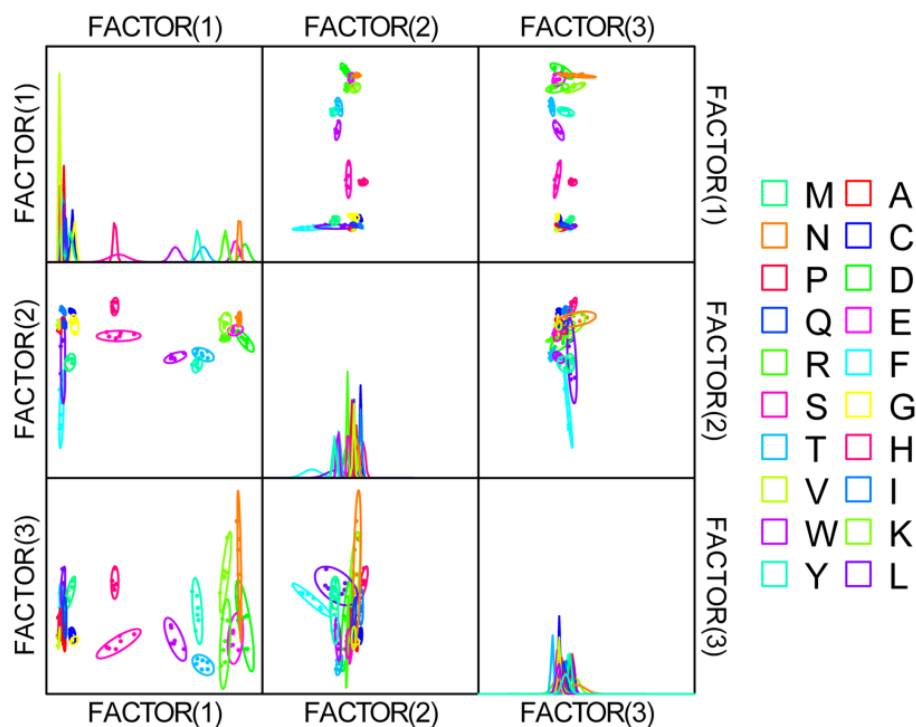 FACTOR(1) FACTOR(2) FACTOR(3)
FACTOR(1)
FACTOR(1)
FACTOR(2)
FACTOR(2)
FACTOR(3)
FACTOR(3)
FACTOR(1) FACTOR(2) FACTOR(3)
M A
N C
P D
Q E
R F
S G
T H
V I
W K
Y L